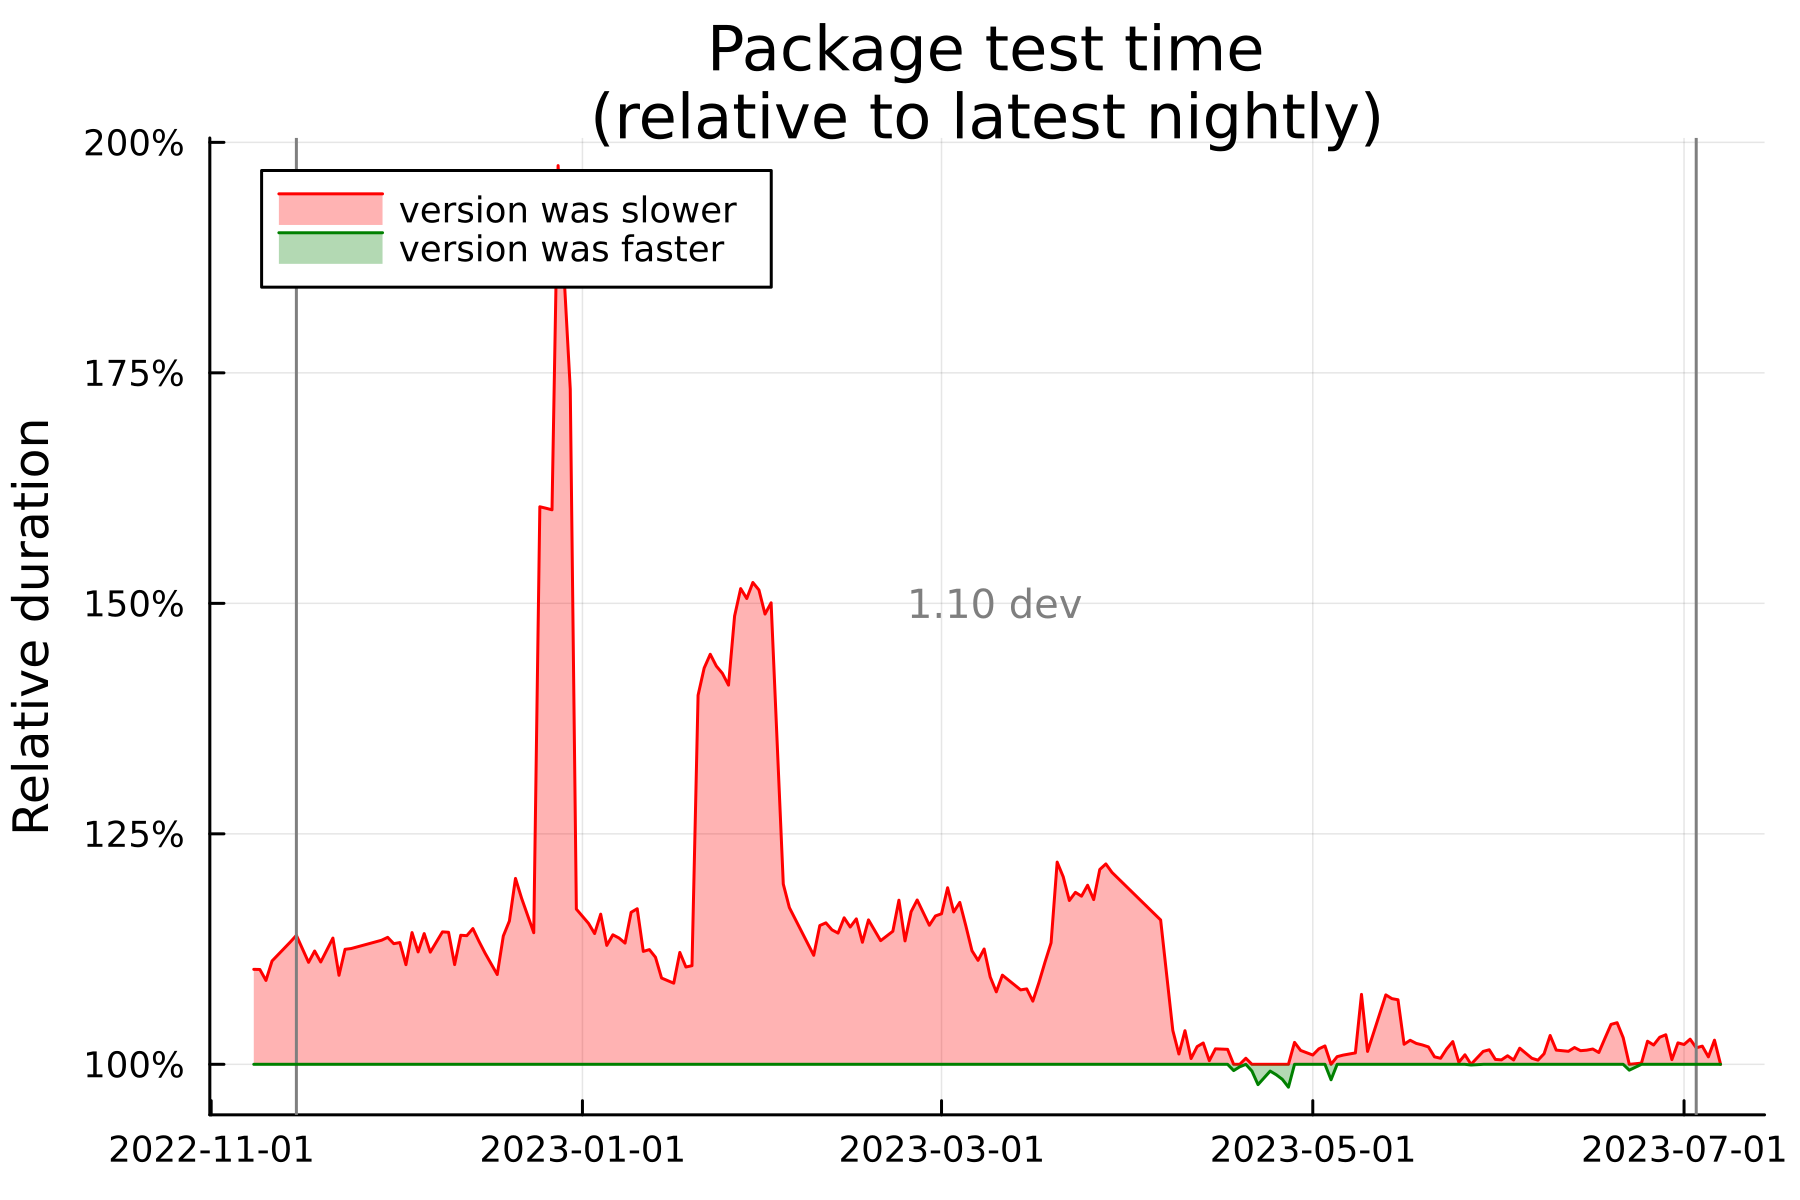 Package test time
(relative to latest nightly)
200%
version was slower
version was faster
175%
150%
1.10 dev
125%
100%
Relative duration
2022-11-01
2023-01-01
2023-03-01
2023-05-01
2023-07-01